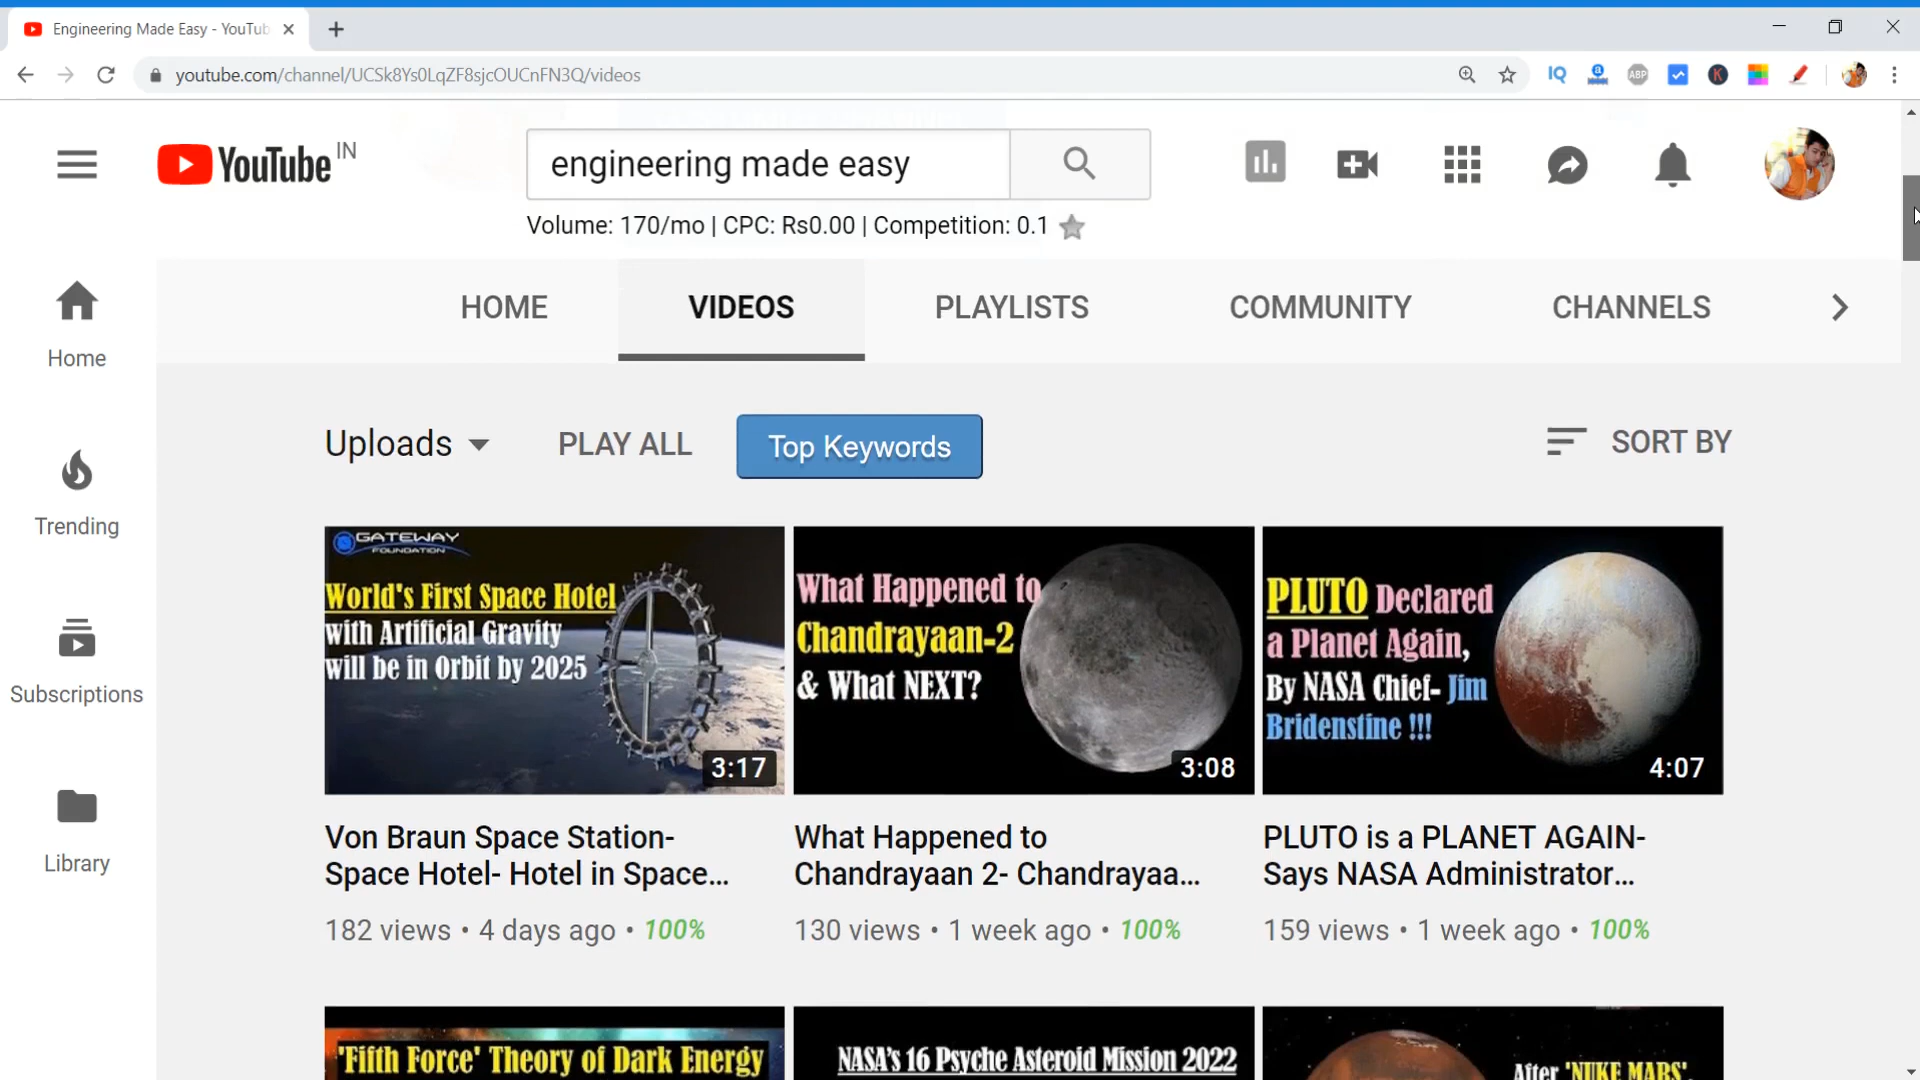 Engineering Made Easy - YouTub
youtube.com/channel/UCSk8Ys0LqZF8sjcOUCnFN3Q/videos
IQ
a
ABP
K
YouTube IN
engineering made easy
Volume: 170/mo | CPC: Rs0.00 | Competition: 0.1
HOME
VIDEOS
PLAYLISTS
COMMUNITY
CHANNELS
Home
Trending
Subscriptions
Library
Uploads
PLAY ALL
Top Keywords
SORT BY
GATEWAY
FOUNDATION
World's First Space Hotel
with Artificial Gravity
will be in Orbit by 2025
3:17
Von Braun Space Station-
Space Hotel- Hotel in Space...
182 views • 4 days ago • 100%
What Happened to
Chandrayaan-2
& What NEXT?
3:08
What Happened to
Chandrayaan 2- Chandrayaa...
130 views • 1 week ago • 100%
PLUTO Declared
a Planet Again,
By NASA Chief- Jim
Bridenstine !!!
4:07
PLUTO is a PLANET AGAIN-
Says NASA Administrator...
159 views • 1 week ago • 100%
'Fifth Force' Theory of Dark Energy
NASA's 16 Psyche Asteroid Mission 2022
After 'NUKE MARS'.